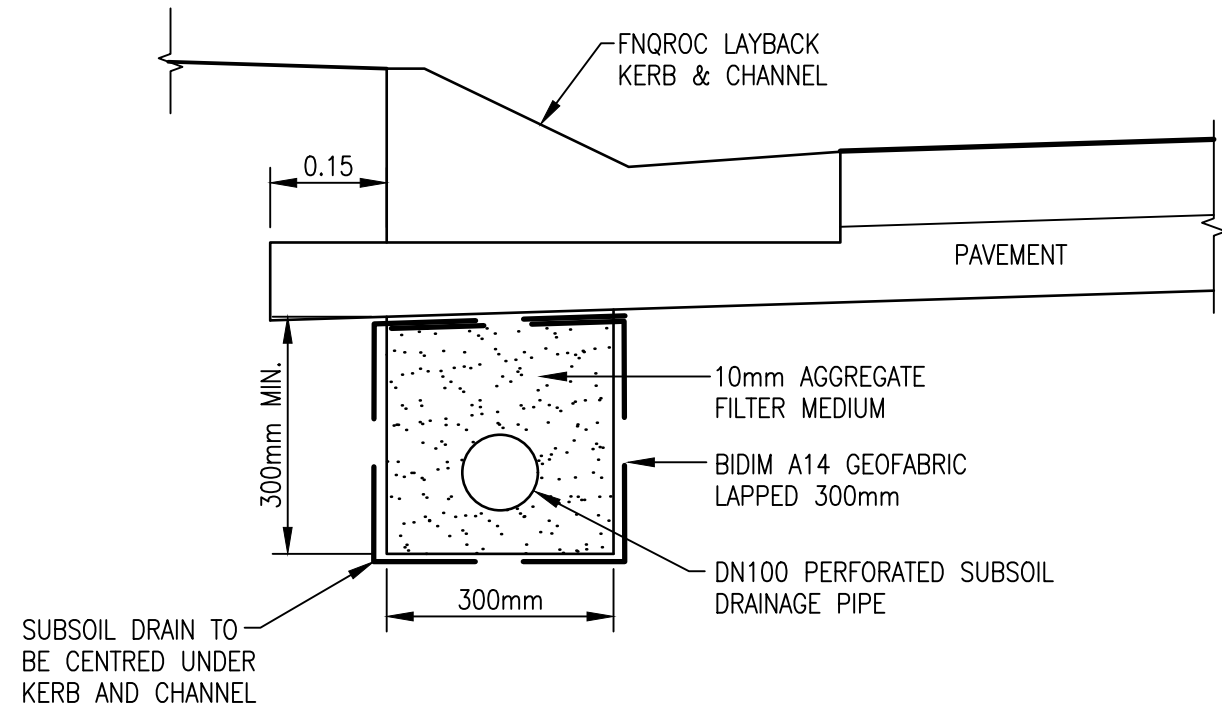 FNQROC LAYBACK
KERB & CHANNEL
0.15
PAVEMENT
300mm MIN.
10mm AGGREGATE
FILTER MEDIUM
BIDIM A14 GEOFABRIC
LAPPED 300mm
DN100 PERFORATED SUBSOIL
DRAINAGE PIPE
300mm
SUBSOIL DRAIN TO
BE CENTRED UNDER
KERB AND CHANNEL